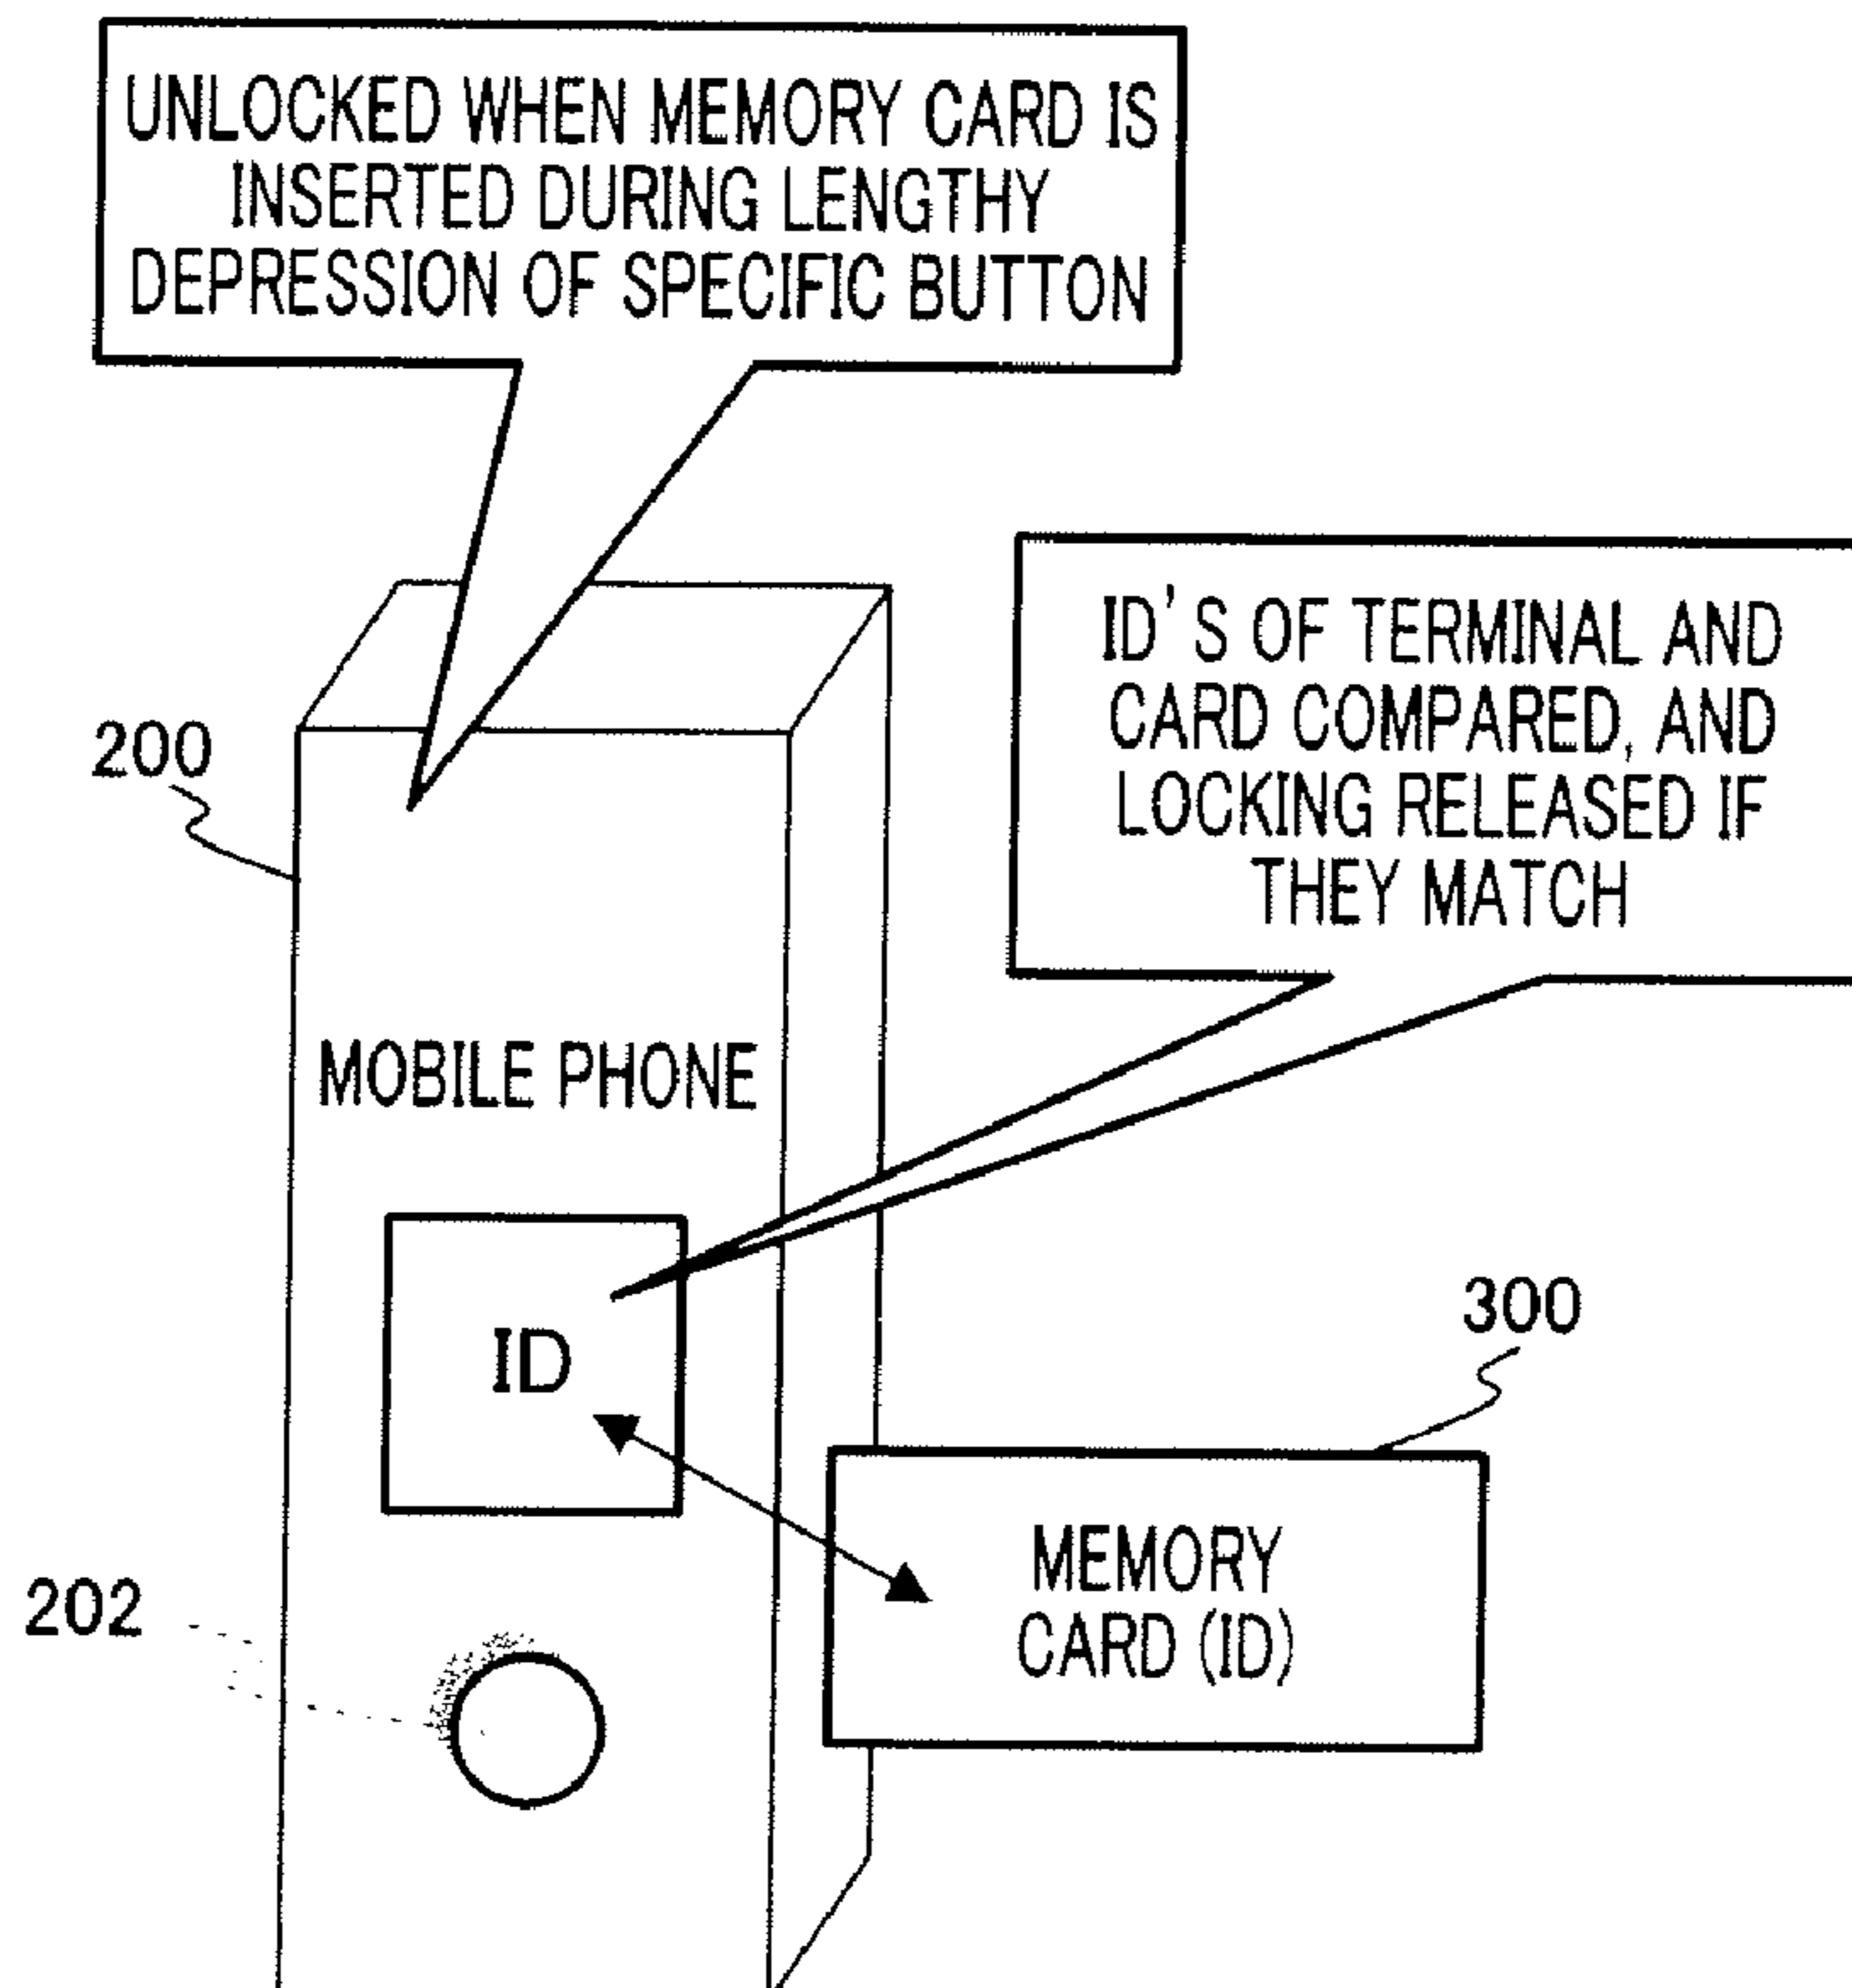 UNLOCKED WHEN MEMORY CARD IS
INSERTED DURING LENGTHY
DEPRESSION OF SPECIFIC BUTTON
ID'S OF TERMINAL AND
CARD COMPARED, AND
LOCKING RELEASED IF
THEY MATCH
200
MOBILE PHONE
ID
300
MEMORY
CARD (ID)
202